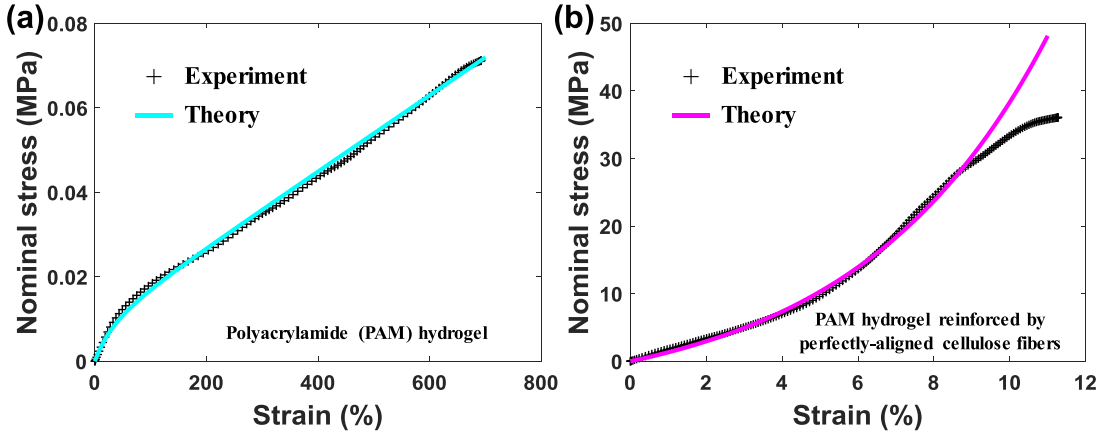 (a)
0.08
0.06
0.04
0.02
0
Nominal stress (MPa)
Experiment
Theory
Polyacrylamide (PAM) hydrogel
0 200 400 600 800
Strain (%)
(b)
50
40
30
20
10
0
Nominal stress (MPa)
Experiment
Theory
PAM hydrogel reinforced by
perfectly-aligned cellulose fibers
0 2 4 6 8 10 12
Strain (%)